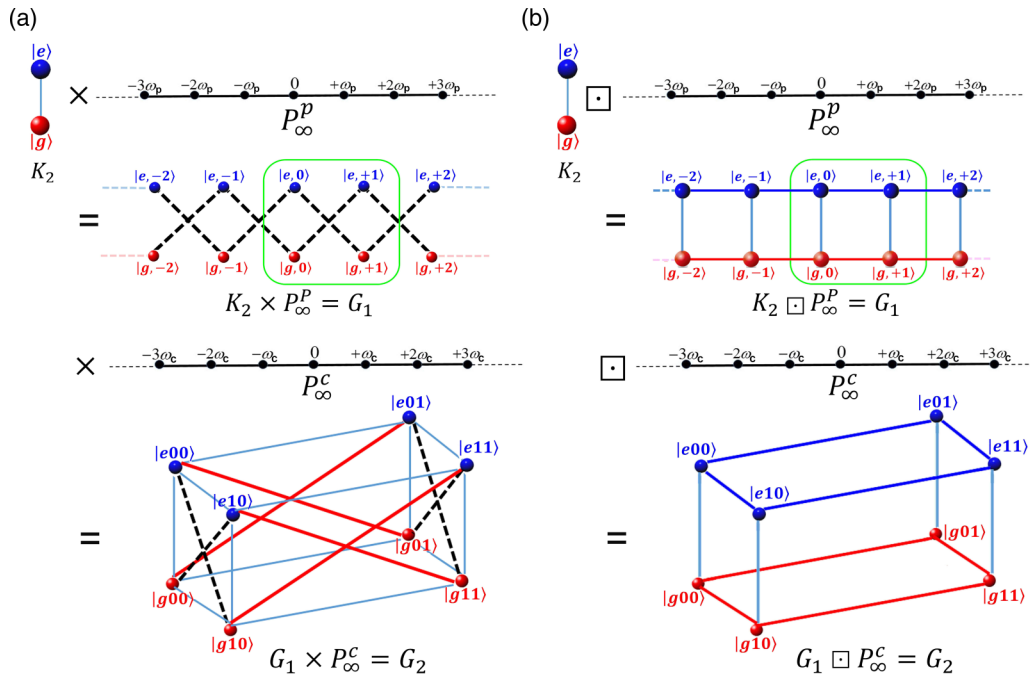 (a)
|e⟩
−3ωp −2ωp −ωp 0 +ωp +2ωp +3ωp
×
P∞^p
|g⟩
K2
|e,−2⟩ |e,−1⟩ |e,0⟩ |e,+1⟩ |e,+2⟩
=
|g,−2⟩ |g,−1⟩ |g,0⟩ |g,+1⟩ |g,+2⟩
K2 × P∞^P = G1
−3ωc −2ωc −ωc 0 +ωc +2ωc +3ωc
×
P∞^c
|e01⟩
|e00⟩ |e11⟩
|e10⟩
=
|g01⟩
|g00⟩ |g11⟩
|g10⟩
G1 × P∞^c = G2
(b)
|e⟩
−3ωp −2ωp −ωp 0 +ωp +2ωp +3ωp
⊡
P∞^p
|g⟩
K2
|e,−2⟩ |e,−1⟩ |e,0⟩ |e,+1⟩ |e,+2⟩
=
|g,−2⟩ |g,−1⟩ |g,0⟩ |g,+1⟩ |g,+2⟩
K2 ⊡ P∞^P = G1
−3ωc −2ωc −ωc 0 +ωc +2ωc +3ωc
⊡
P∞^c
|e01⟩
|e00⟩ |e11⟩
|e10⟩
=
|g01⟩
|g00⟩ |g11⟩
|g10⟩
G1 ⊡ P∞^c = G2